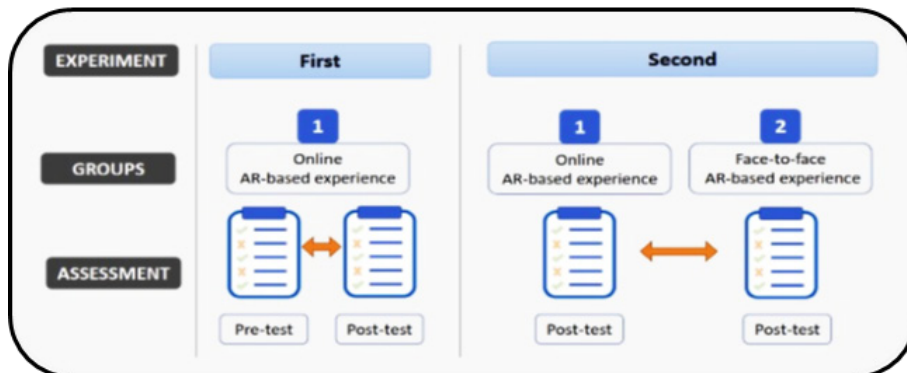 EXPERIMENT
First
Second
GROUPS
1
Online
AR-based experience
1
Online
AR-based experience
2
Face-to-face
AR-based experience
ASSESSMENT
Pre-test
Post-test
Post-test
Post-test